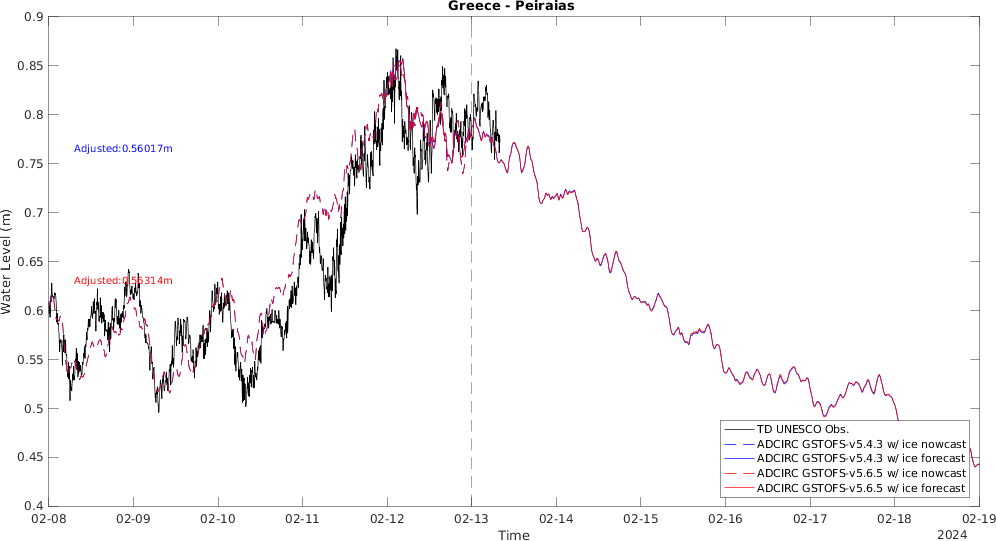 Greece - Peiraias
0.9
0.85
0.8
0.75
0.7
0.65
0.6
0.55
0.5
0.45
0.4
Water Level (m)
Adjusted:0.56017m
Adjusted:0.55314m
TD UNESCO Obs.
ADCIRC GSTOFS-v5.4.3 w/ ice nowcast
ADCIRC GSTOFS-v5.4.3 w/ ice forecast
ADCIRC GSTOFS-v5.6.5 w/ ice nowcast
ADCIRC GSTOFS-v5.6.5 w/ ice forecast
02-08 02-09 02-10 02-11 02-12 02-13 02-14 02-15 02-16 02-17 02-18 02-19
Time
2024